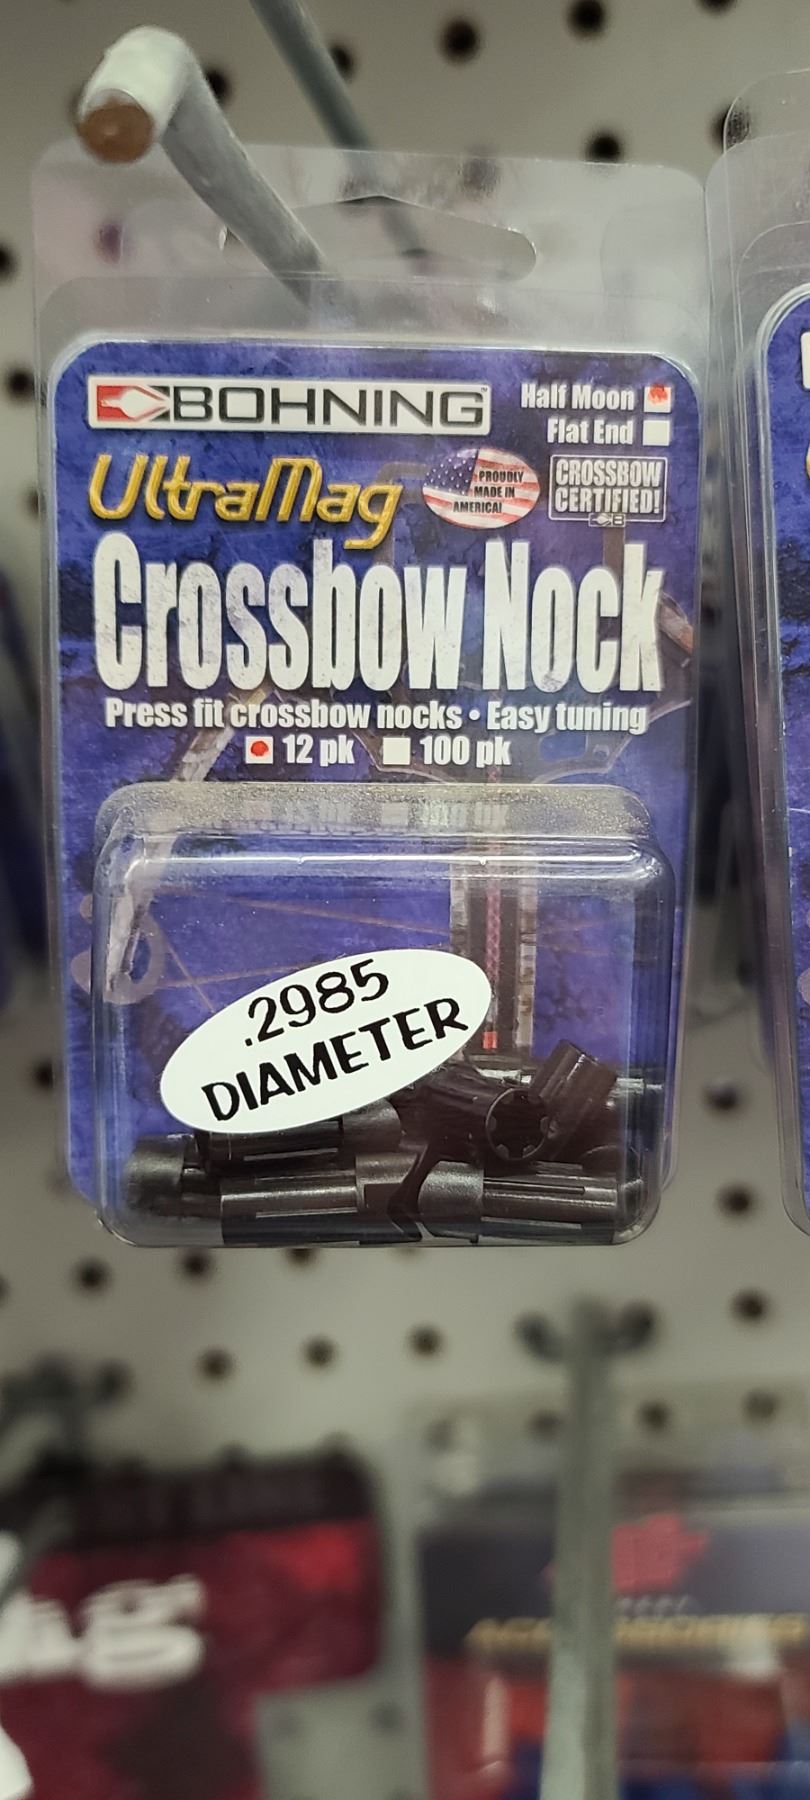 BOHNING™
Half Moon
Flat End
UltraMag
PROUDLY
MADE IN
AMERICA!
CROSSBOW
CERTIFIED!
Crossbow Nock
Press fit crossbow nocks • Easy tuning
12 pk 100 pk
.2985
DIAMETER